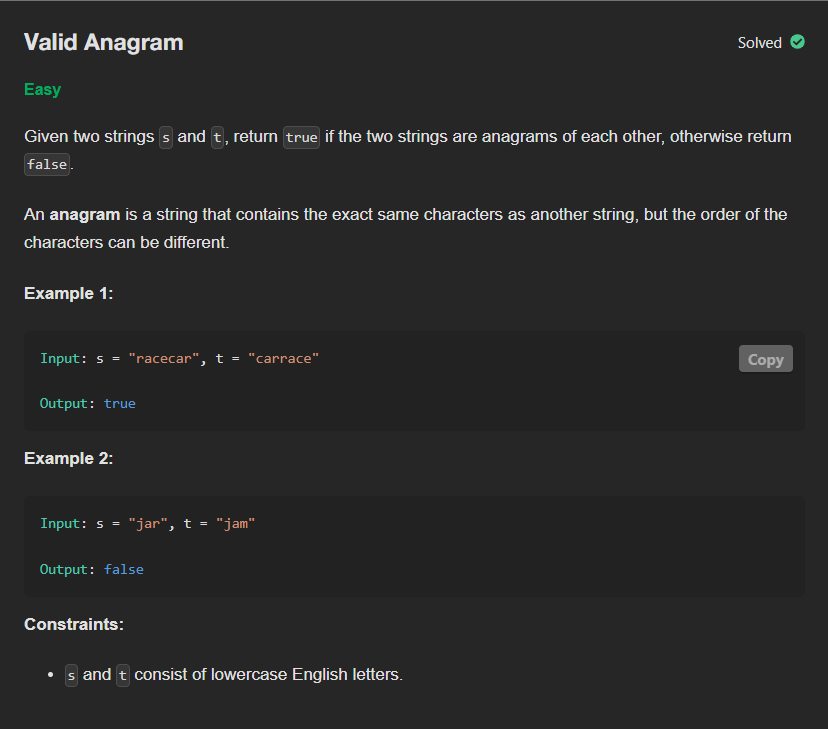 Valid Anagram
Solved
Easy
Given two strings s and t, return true if the two strings are anagrams of each other, otherwise return
false.
An anagram is a string that contains the exact same characters as another string, but the order of the
characters can be different.
Example 1:
Input: s = "racecar", t = "carrace"
Copy
Output: true
Example 2:
Input: s = "jar", t = "jam"
Output: false
Constraints:
• s and t consist of lowercase English letters.